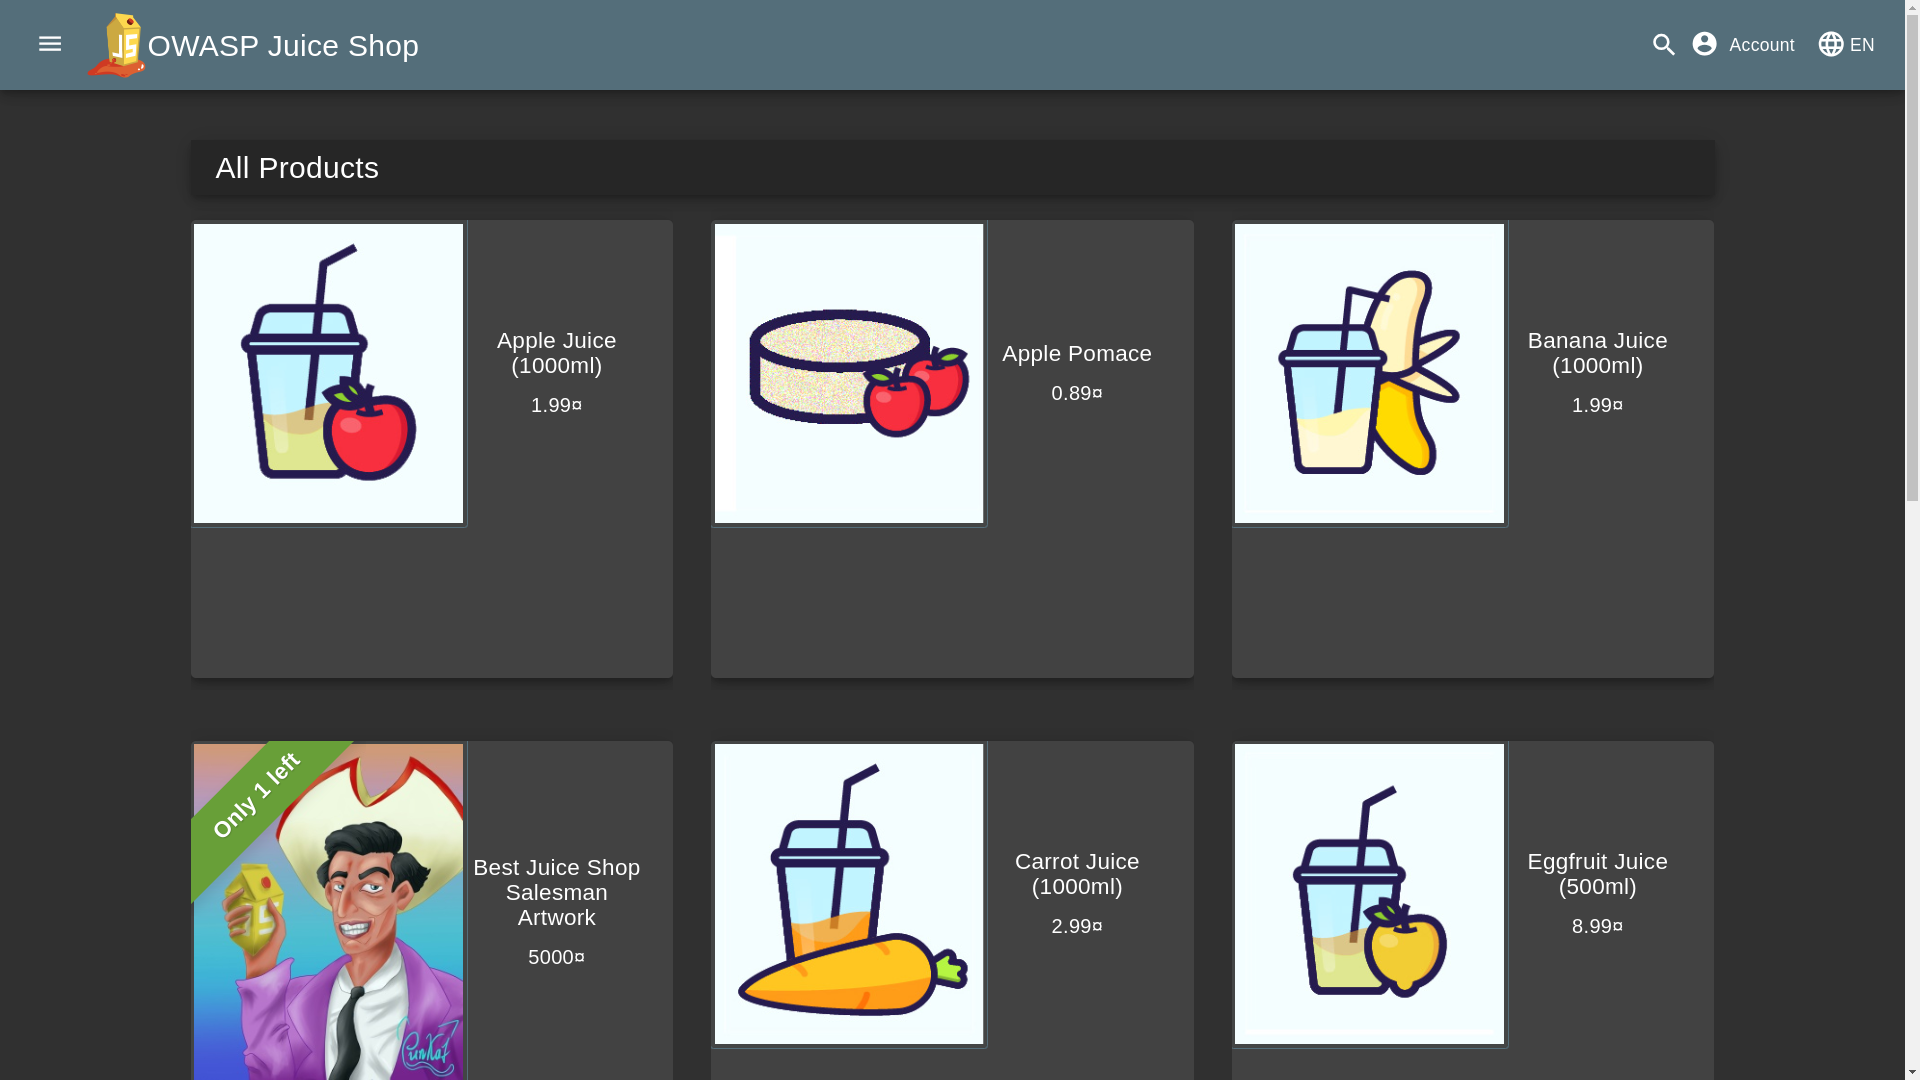 OWASP Juice Shop
Account
EN
All Products
Apple Juice
(1000ml)
1.99¤
Apple Pomace
0.89¤
Banana Juice
(1000ml)
1.99¤
Only 1 left
Best Juice Shop
Salesman
Artwork
5000¤
Carrot Juice
(1000ml)
2.99¤
Eggfruit Juice
(500ml)
8.99¤